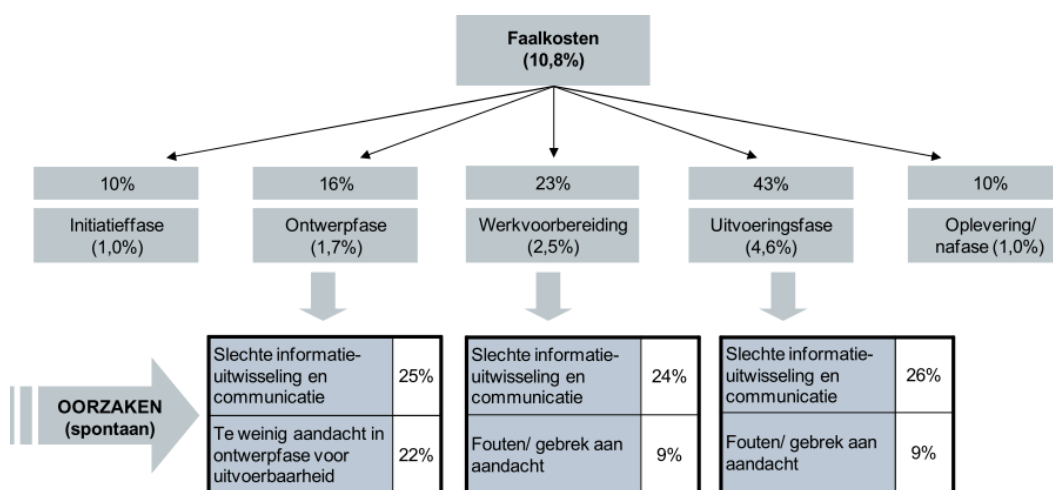 Faalkosten
(10,8%)
10%
16%
23%
43%
10%
Initiatieffase
(1,0%)
Ontwerpfase
(1,7%)
Werkvoorbereiding
(2,5%)
Uitvoeringsfase
(4,6%)
Oplevering/
nafase (1,0%)
OORZAKEN
(spontaan)
Slechte informatie-
uitwisseling en
communicatie
25%
Te weinig aandacht in
ontwerpfase voor
uitvoerbaarheid
22%
Slechte informatie-
uitwisseling en
communicatie
24%
Fouten/ gebrek aan
aandacht
9%
Slechte informatie-
uitwisseling en
communicatie
26%
Fouten/ gebrek aan
aandacht
9%